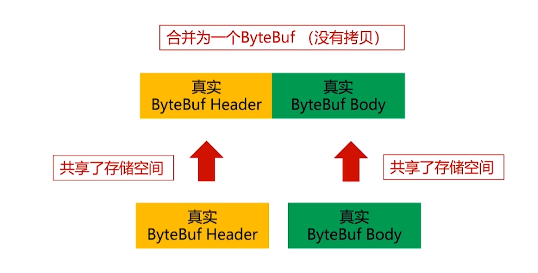 合并为一个ByteBuf （没有拷贝）
真实
ByteBuf Header
真实
ByteBuf Body
共享了存储空间
共享了存储空间
真实
ByteBuf Header
真实
ByteBuf Body